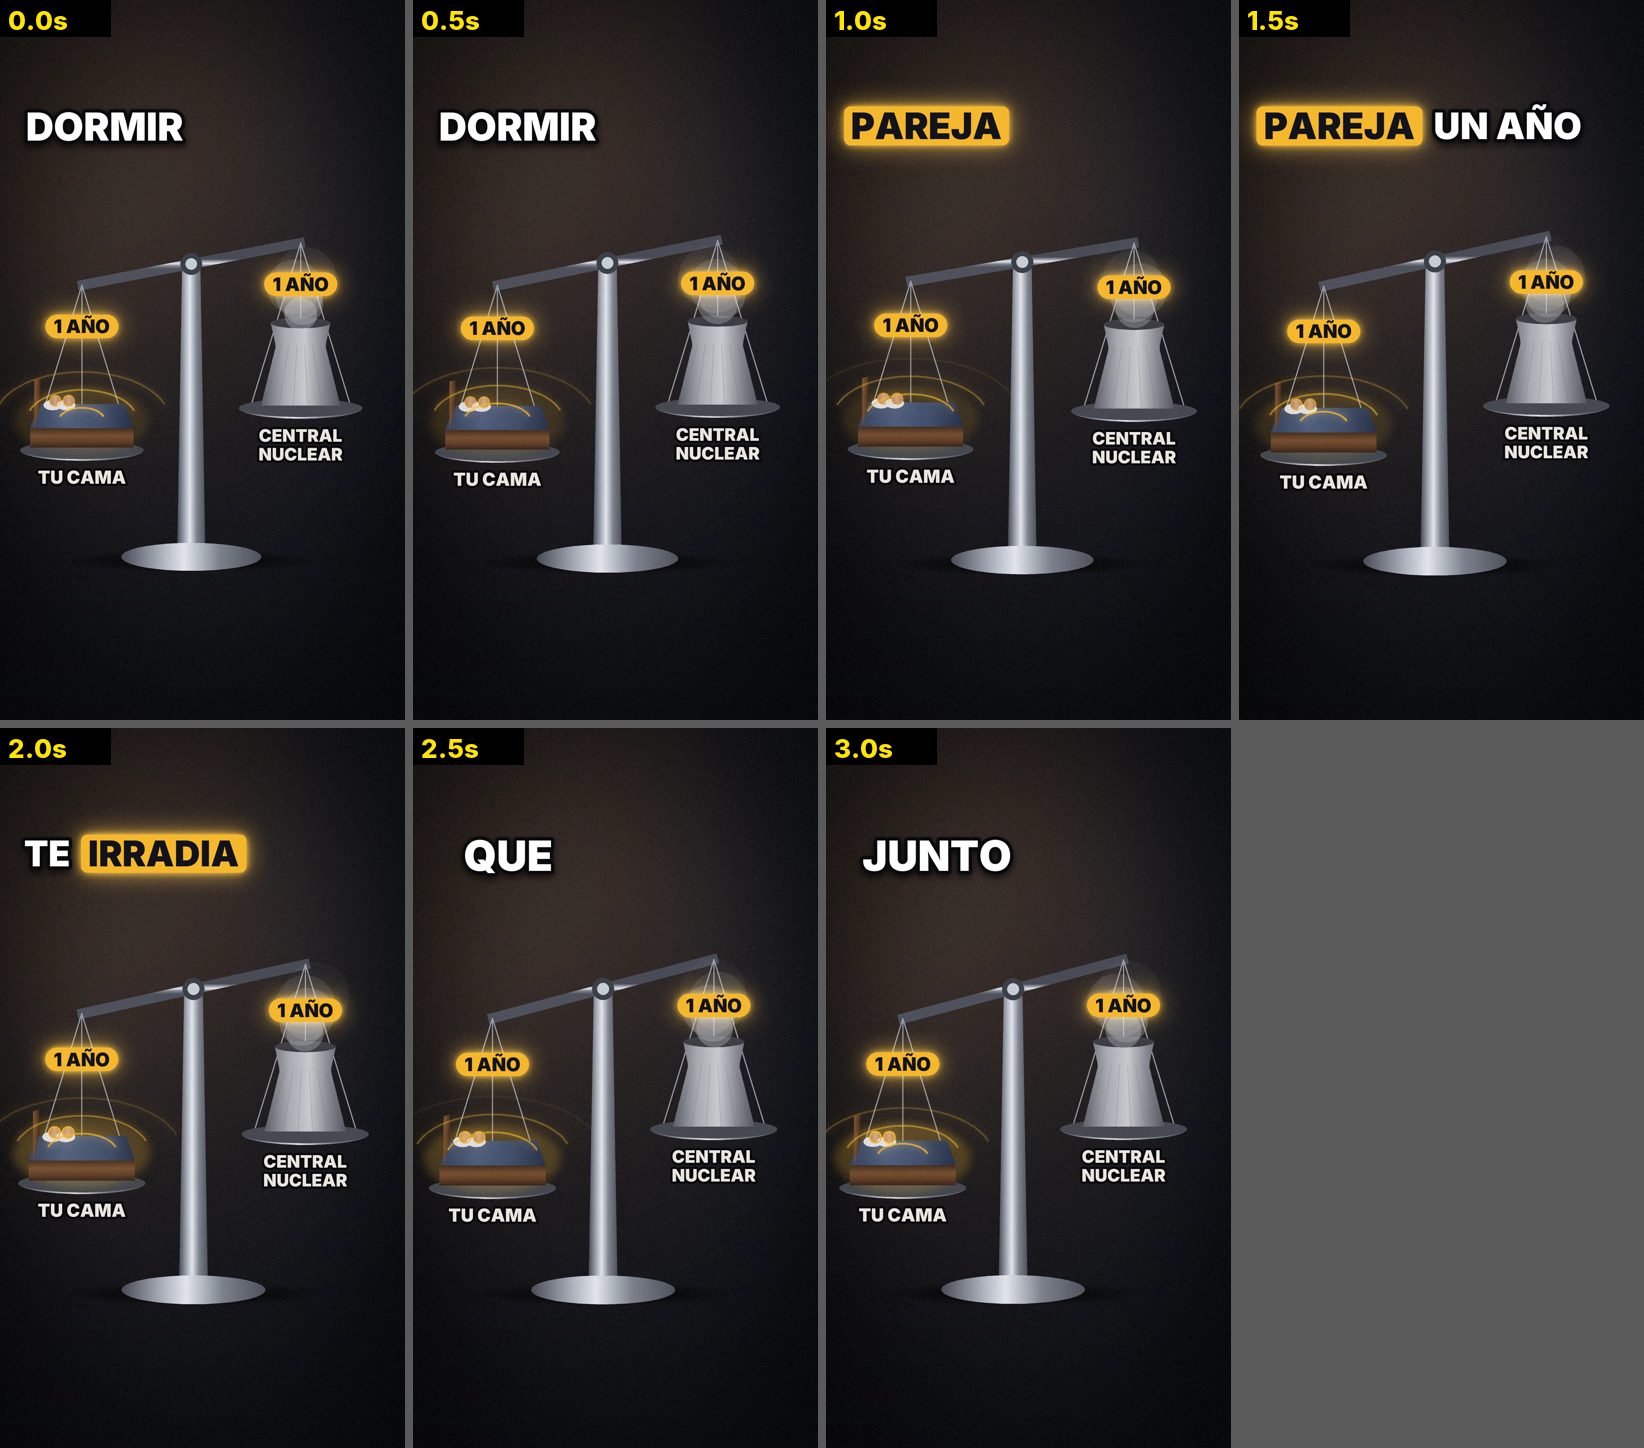 0.0s
DORMIR
1 AÑO
1 AÑO
CENTRAL
NUCLEAR
TU CAMA
0.5s
DORMIR
1 AÑO
1 AÑO
CENTRAL
NUCLEAR
TU CAMA
1.0s
PAREJA
1 AÑO
1 AÑO
CENTRAL
NUCLEAR
TU CAMA
1.5s
PAREJA UN AÑO
1 AÑO
1 AÑO
CENTRAL
NUCLEAR
TU CAMA
2.0s
TE IRRADIA
1 AÑO
1 AÑO
CENTRAL
NUCLEAR
TU CAMA
2.5s
QUE
1 AÑO
1 AÑO
CENTRAL
NUCLEAR
TU CAMA
3.0s
JUNTO
1 AÑO
1 AÑO
CENTRAL
NUCLEAR
TU CAMA